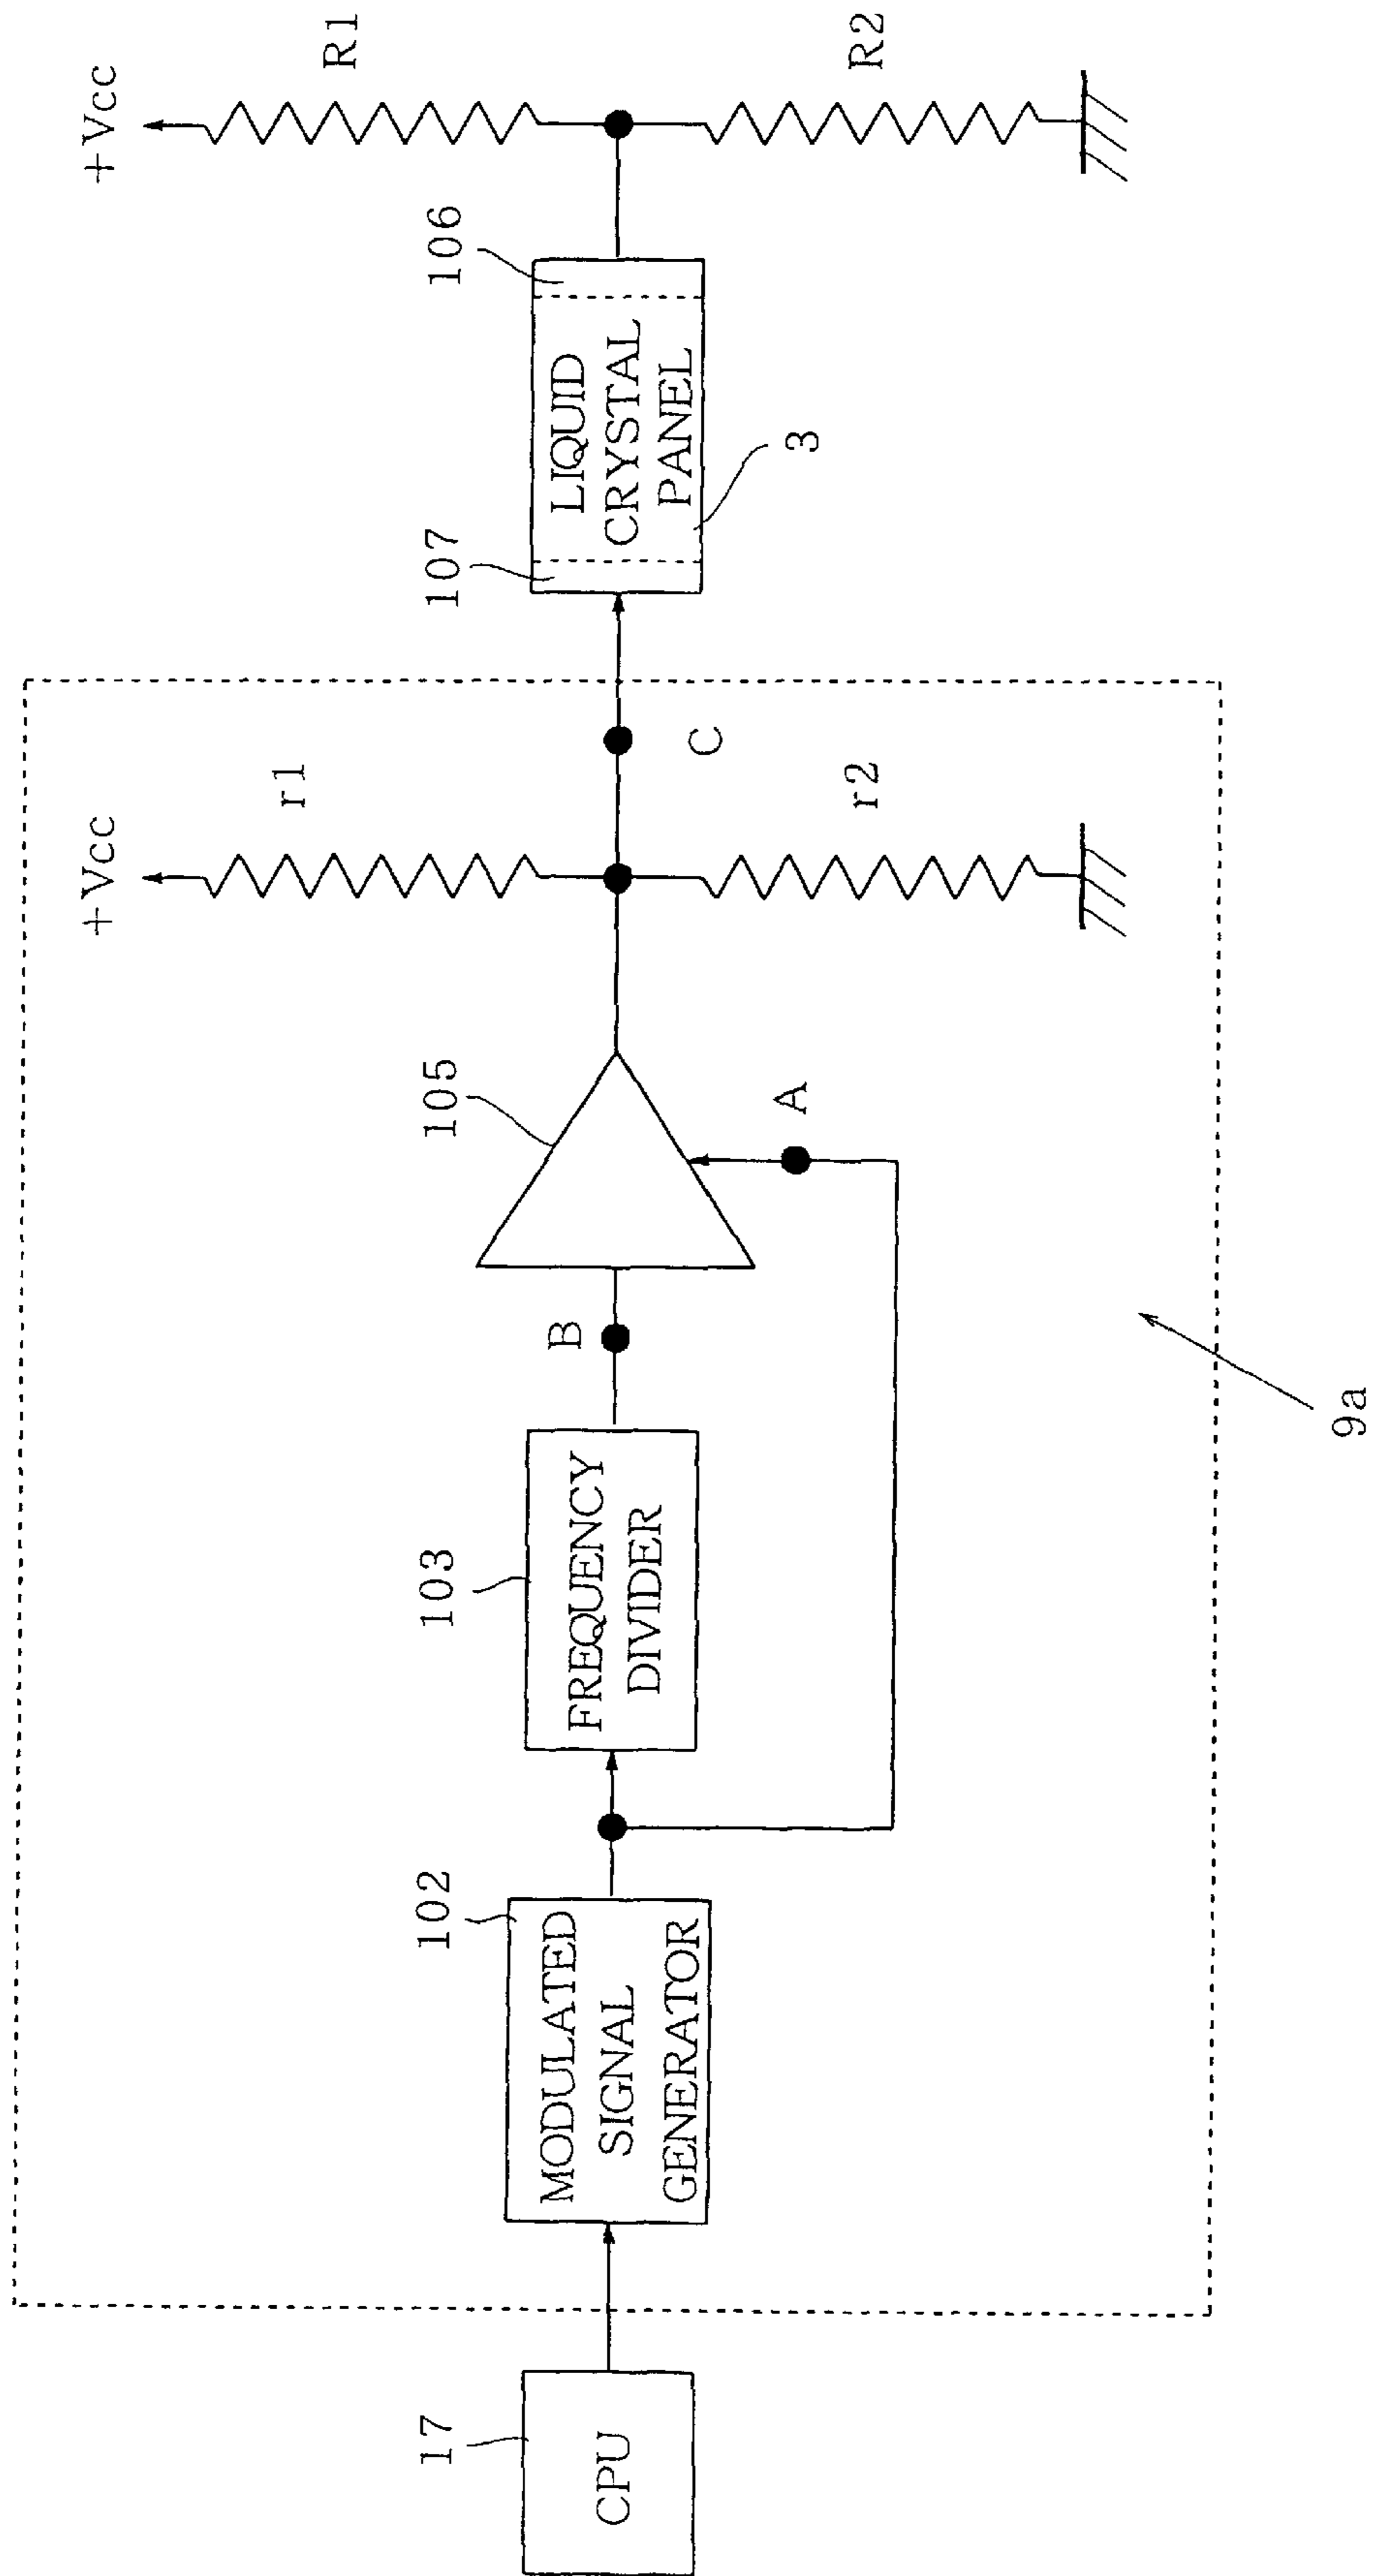 +Vcc
R1
R2
106
LIQUID
CRYSTAL
PANEL
107
3
+Vcc
r1
r2
C
105
A
B
103
FREQUENCY
DIVIDER
9a
102
MODULATED
SIGNAL
GENERATOR
17
CPU